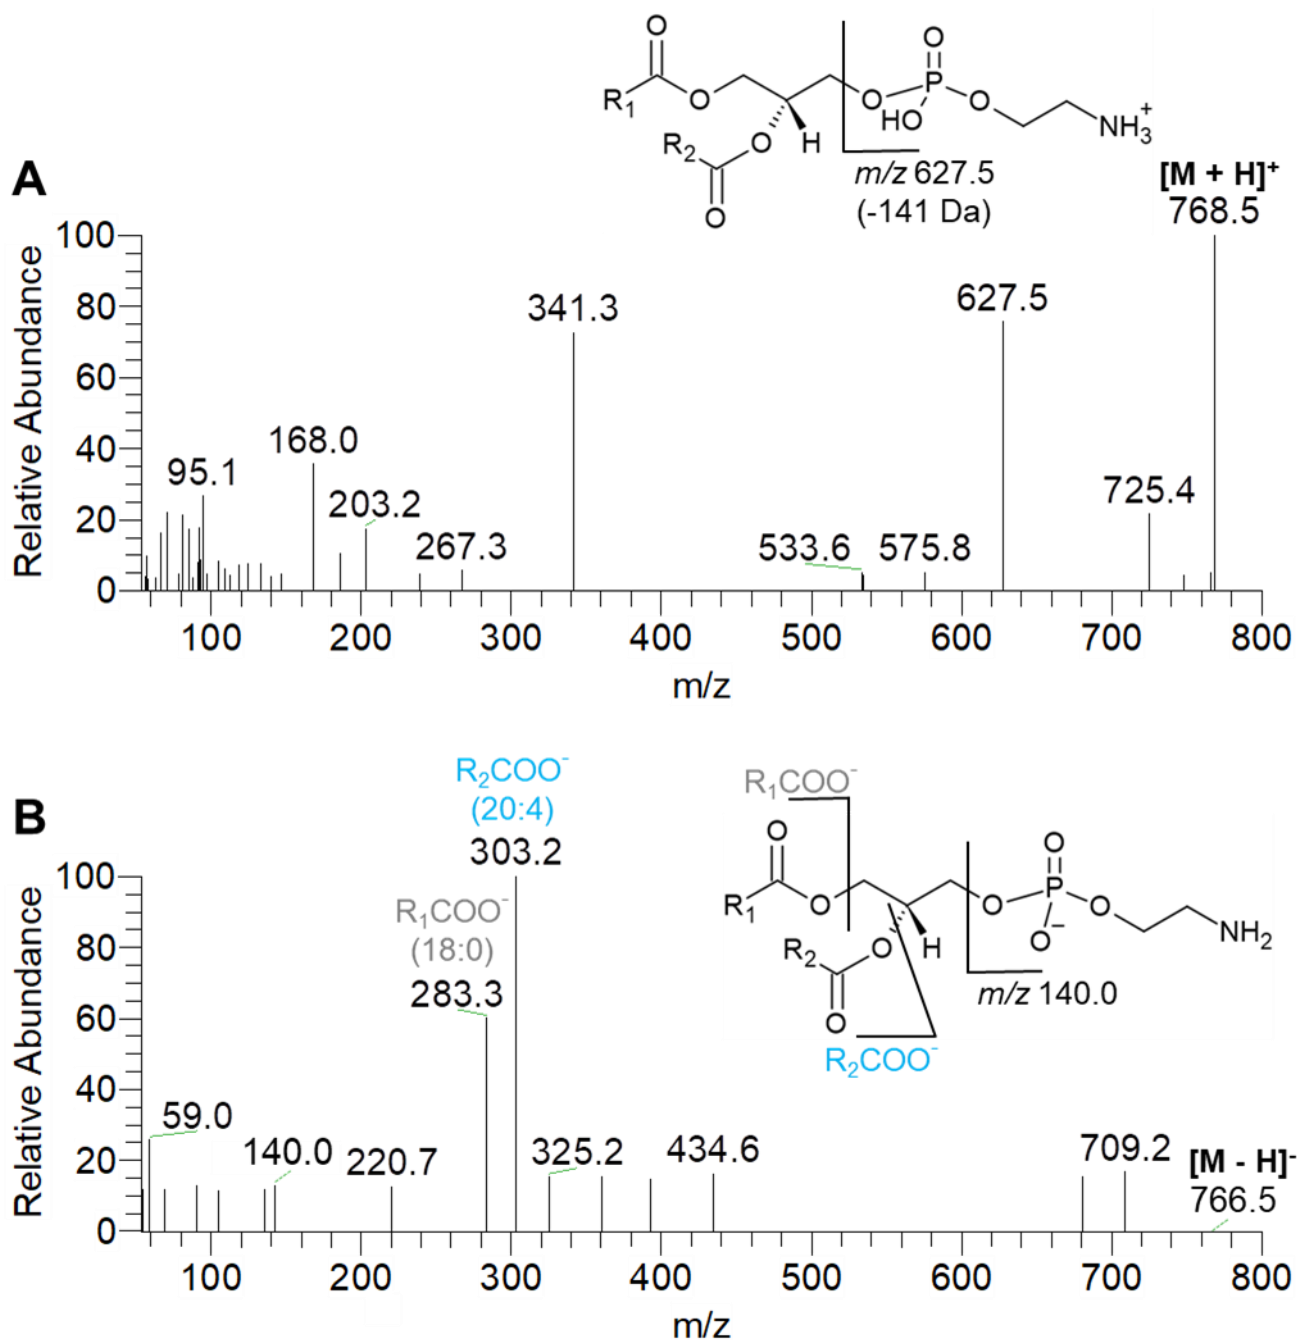 O
R₁
O
O
P
O
HO
NH₃⁺
R₂
O
H
O
m/z 627.5
(-141 Da)
A
[M + H]⁺
768.5
Relative Abundance
100
80
60
40
20
0
341.3
627.5
168.0
95.1
203.2
267.3
533.6
575.8
725.4
100
200
300
400
500
600
700
800
m/z
B
R₂COO⁻
(20:4)
303.2
R₁COO⁻
(18:0)
283.3
R₁COO⁻
O
R₁
O
O
O
P
O
O⁻
NH₂
R₂
O
H
O
m/z 140.0
R₂COO⁻
Relative Abundance
100
80
60
40
20
0
59.0
140.0
220.7
325.2
434.6
709.2
[M - H]⁻
766.5
100
200
300
400
500
600
700
800
m/z